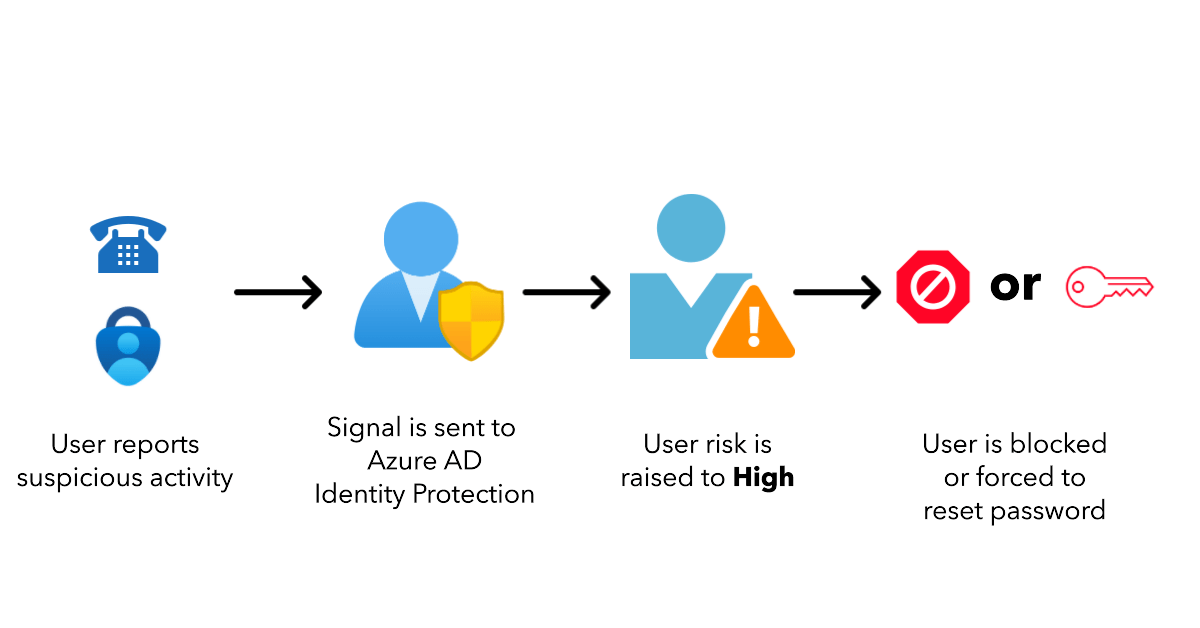 User reports
suspicious activity
Signal is sent to
Azure AD
Identity Protection
User risk is
raised to High
or
User is blocked
or forced to
reset password